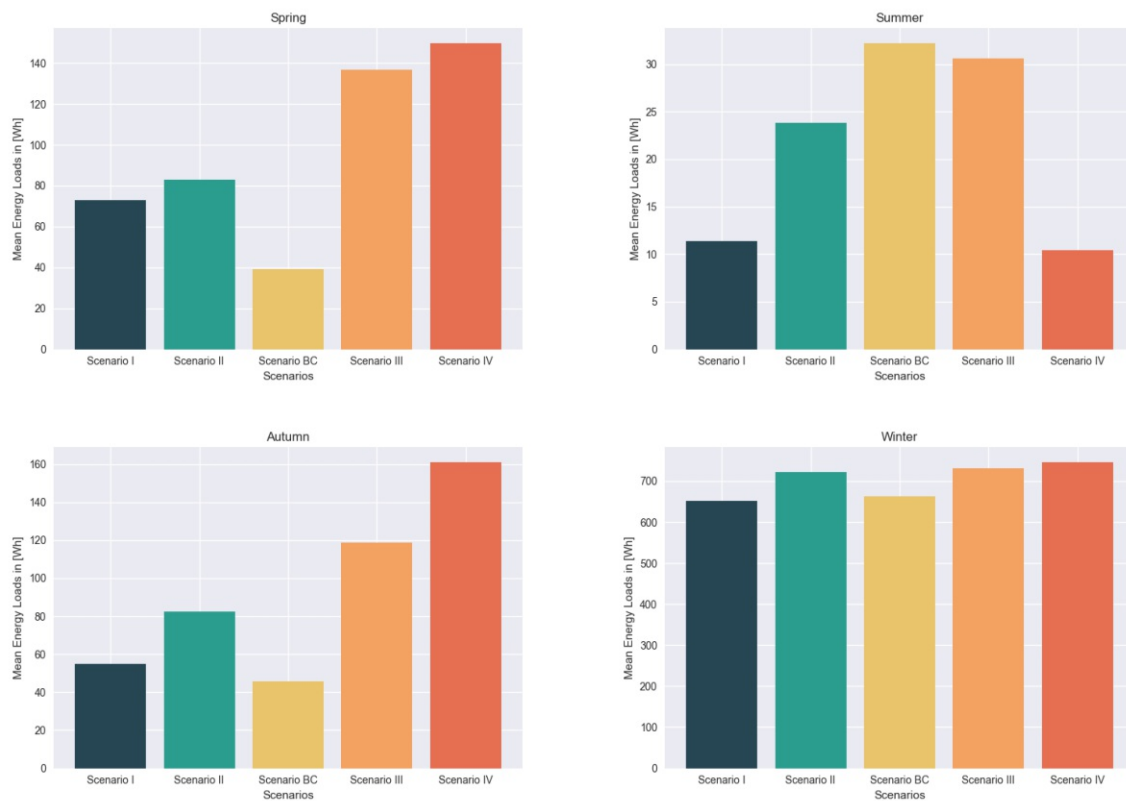 Spring
Mean Energy Loads in [Wh]
140
120
100
80
60
40
20
0
Scenario I Scenario II Scenario BC Scenario III Scenario IV
Scenarios
Summer
Mean Energy Loads in [Wh]
30
25
20
15
10
5
0
Scenario I Scenario II Scenario BC Scenario III Scenario IV
Scenarios
Autumn
Mean Energy Loads in [Wh]
160
140
120
100
80
60
40
20
0
Scenario I Scenario II Scenario BC Scenario III Scenario IV
Scenarios
Winter
Mean Energy Loads in [Wh]
700
600
500
400
300
200
100
0
Scenario I Scenario II Scenario BC Scenario III Scenario IV
Scenarios